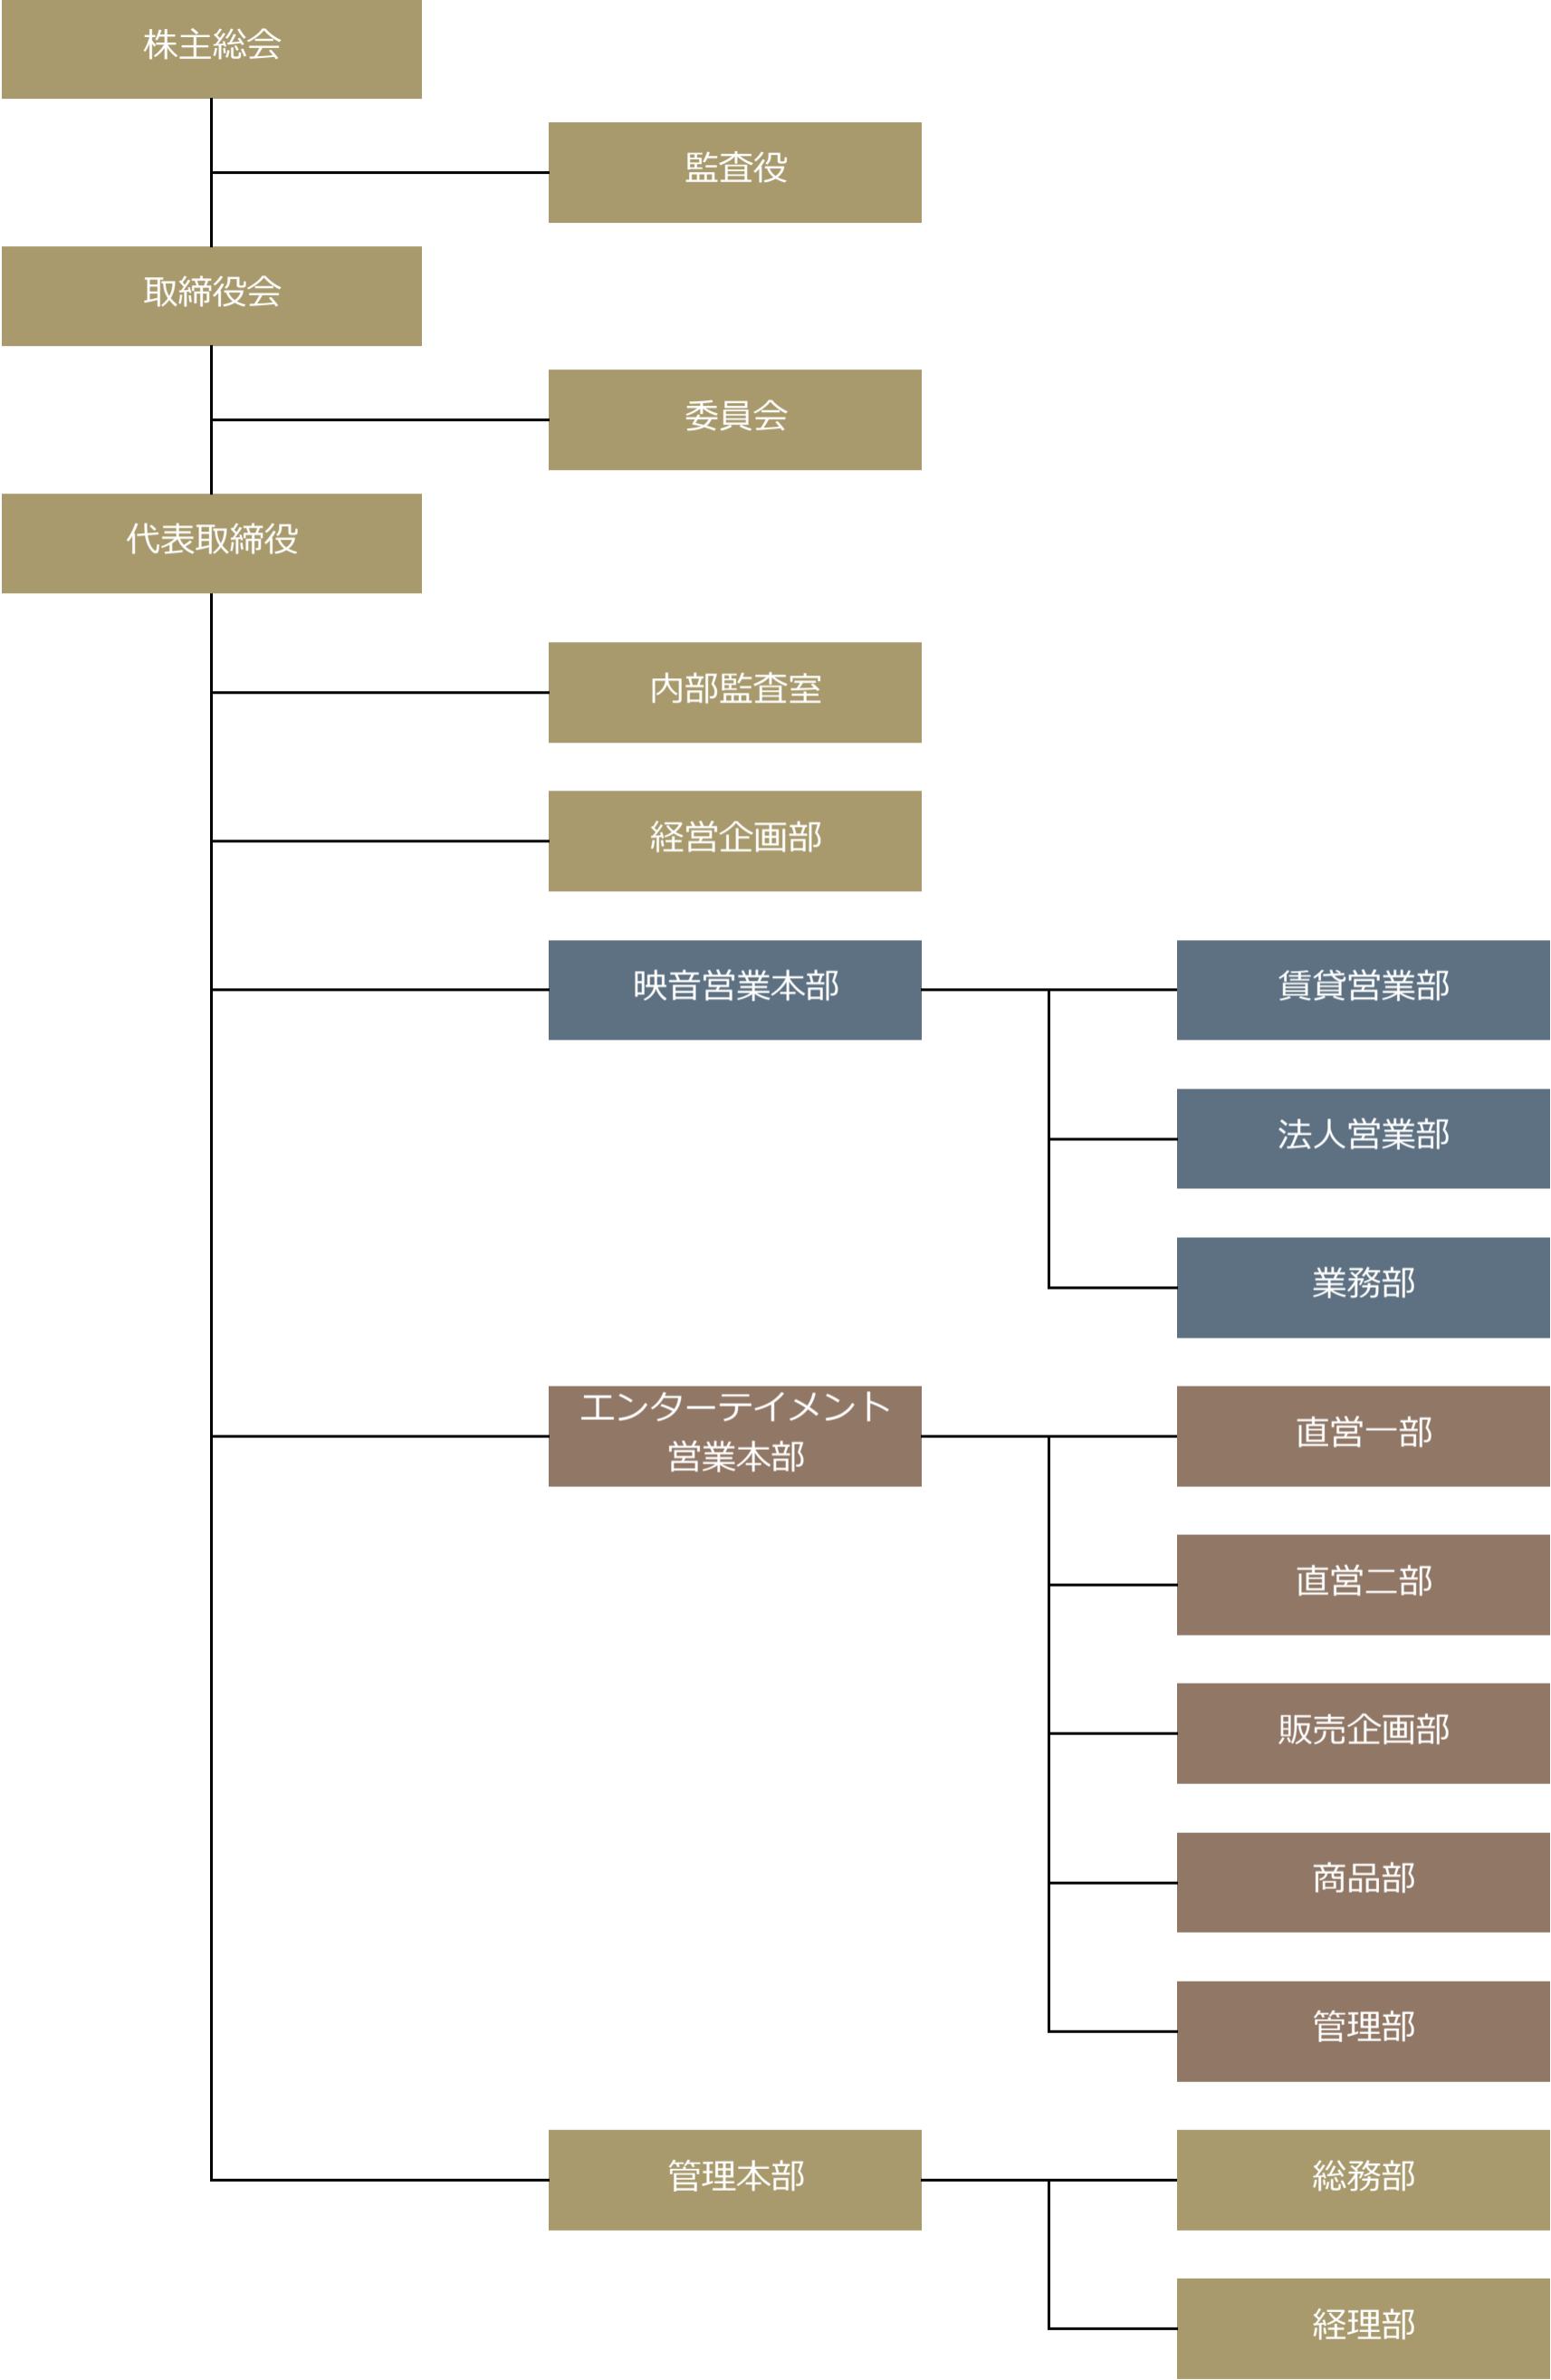 株主総会
監査役
取締役会
委員会
代表取締役
内部監査室
経営企画部
映音営業本部
賃貸営業部
法人営業部
業務部
エンターテイメント
営業本部
直営一部
直営二部
販売企画部
商品部
管理部
管理本部
総務部
経理部